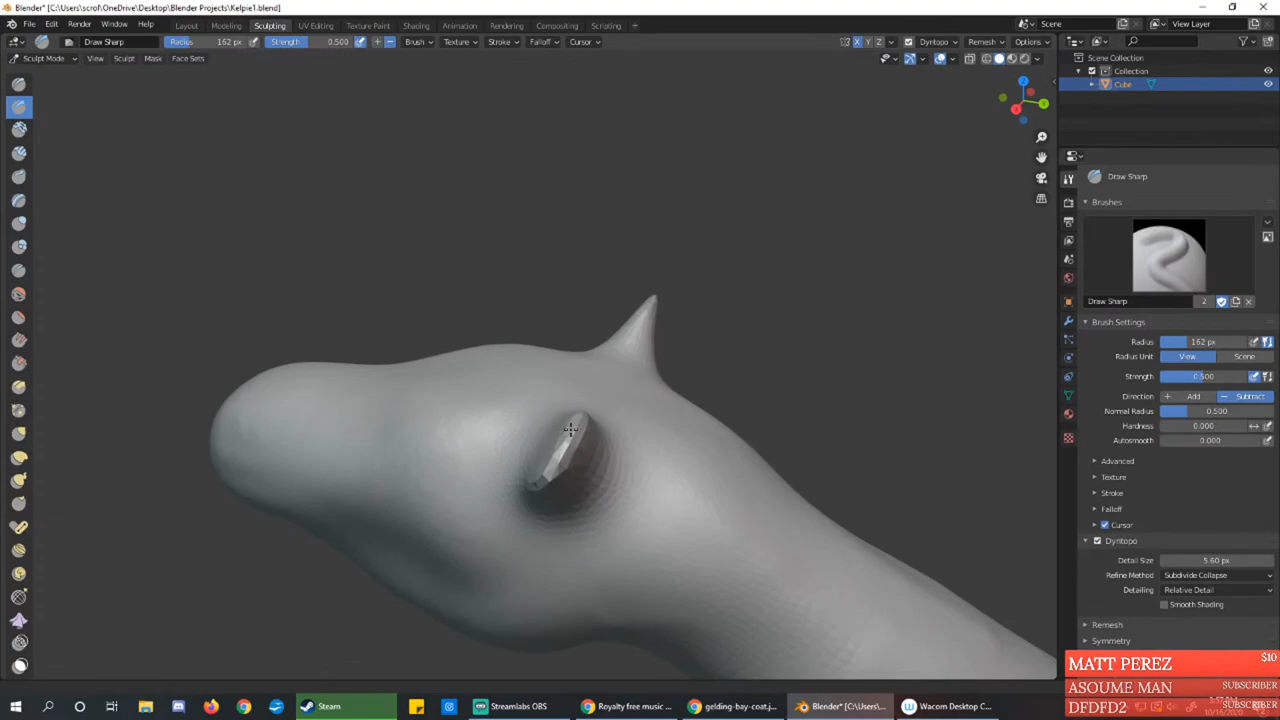 Blender* [C:\Users\scrof\OneDrive\Desktop\Blender Projects\Kelpie1.blend]
File Edit Render Window Help Layout Modeling Sculpting UV Editing Texture Paint Shading Animation Rendering Compositing Scripting + Scene View Layer
Draw Sharp Radius 162 px Strength 0.500 + − Brush Texture Stroke Falloff Cursor X Y Z Dyntopo Remesh Options
Sculpt Mode View Sculpt Mask Face Sets
Scene Collection
Collection
Cube
X
Y
Z
Draw Sharp
Brushes
Draw Sharp 2
Brush Settings
Radius 162 px
Radius Unit View Scene
Strength 0.500
Direction + Add − Subtract
Normal Radius 0.500
Hardness 0.000
Autosmooth 0.000
Advanced
Texture
Stroke
Falloff
Cursor
Dyntopo
Detail Size 5.60 px
Refine Method Subdivide Collapse
Detailing Relative Detail
Smooth Shading
Remesh
Symmetry
MATT PEREZ $10
ASOUME MAN SUBSCRIBER
DFDFD2 SUBSCRIBER
Steam Streamlabs OBS Royalty free music ... gelding-bay-coat.j... Blender* [C:\Users\... Wacom Desktop C...
10/16/2020